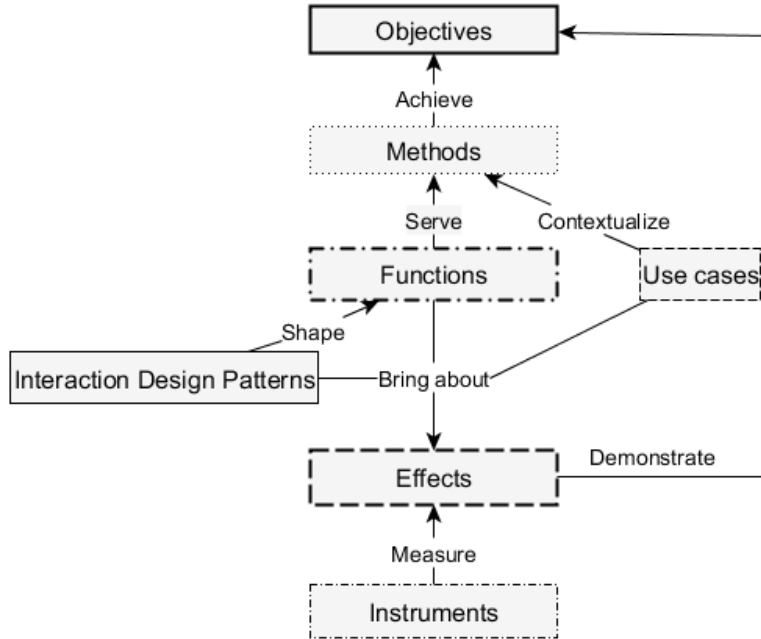 Objectives
Achieve
Methods
Serve
Contextualize
Functions
Use cases
Shape
Interaction Design Patterns
Bring about
Demonstrate
Effects
Measure
Instruments